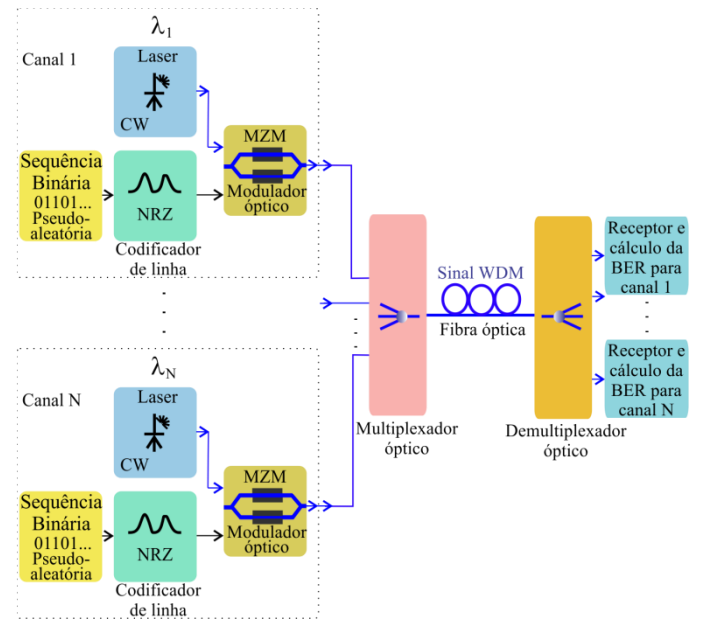 λ1
Canal 1
Laser
CW
MZM
Modulador
óptico
Sequência
Binária
01101...
Pseudo-
aleatória
NRZ
Codificador
de linha
Sinal WDM
Fibra óptica
Receptor e
cálculo da
BER para
canal 1
λN
Canal N
Laser
CW
MZM
Modulador
óptico
Sequência
Binária
01101...
Pseudo-
aleatória
NRZ
Codificador
de linha
Multiplexador
óptico
Demultiplexador
óptico
Receptor e
cálculo da
BER para
canal N